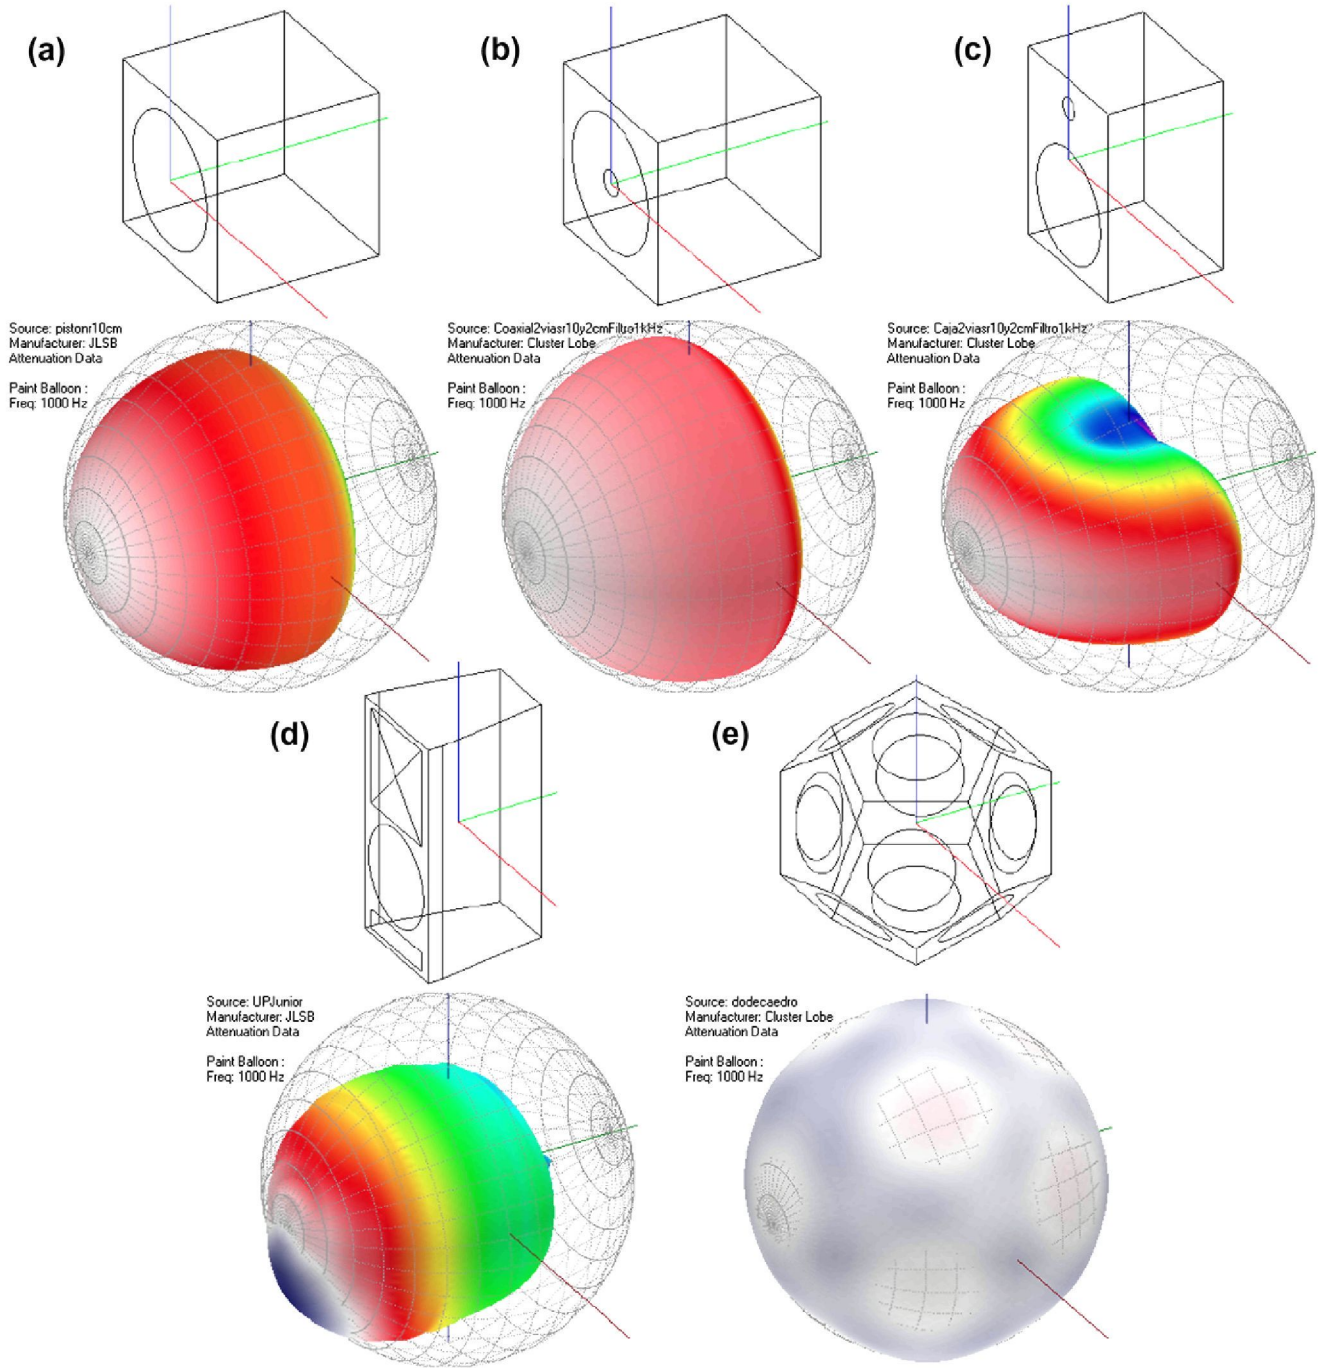 (a)
(b)
(c)
Source: pistonr10cm
Manufacturer: JLSB
Attenuation Data
Paint Balloon :
Freq: 1000 Hz
Source: Coaxial2viasr10y2cmFiltro1kHz
Manufacturer: Cluster Lobe
Attenuation Data
Paint Balloon :
Freq: 1000 Hz
Source: Caja2viasr10y2cmFiltro1kHz
Manufacturer: Cluster Lobe
Attenuation Data
Paint Balloon :
Freq: 1000 Hz
(d)
(e)
Source: UPJunior
Manufacturer: JLSB
Attenuation Data
Paint Balloon :
Freq: 1000 Hz
Source: dodecaedro
Manufacturer: Cluster Lobe
Attenuation Data
Paint Balloon :
Freq: 1000 Hz